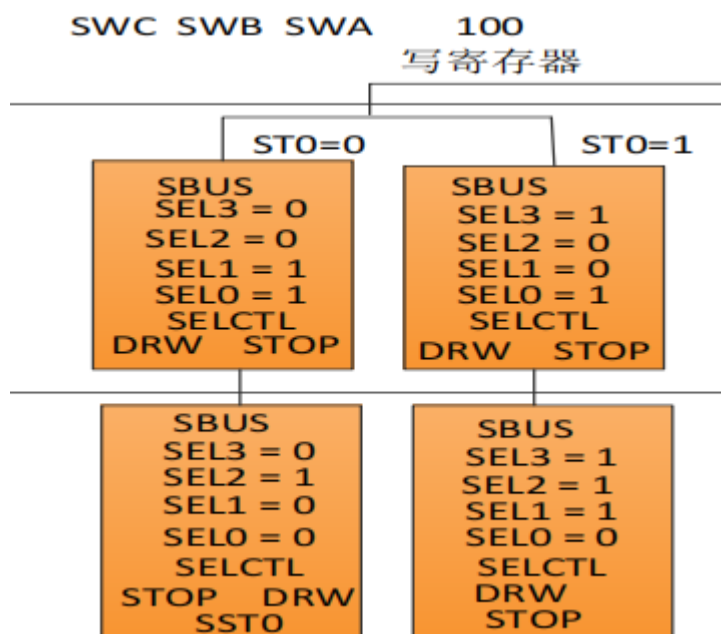 SWC SWB SWA 100
写寄存器
ST0=0
SBUS
SEL3 = 0
SEL2 = 0
SEL1 = 1
SEL0 = 1
SELCTL
DRW STOP
ST0=1
SBUS
SEL3 = 1
SEL2 = 0
SEL1 = 0
SEL0 = 1
SELCTL
DRW STOP
SBUS
SEL3 = 0
SEL2 = 1
SEL1 = 0
SEL0 = 0
SELCTL
STOP DRW
SST0
SBUS
SEL3 = 1
SEL2 = 1
SEL1 = 1
SEL0 = 0
SELCTL
DRW
STOP